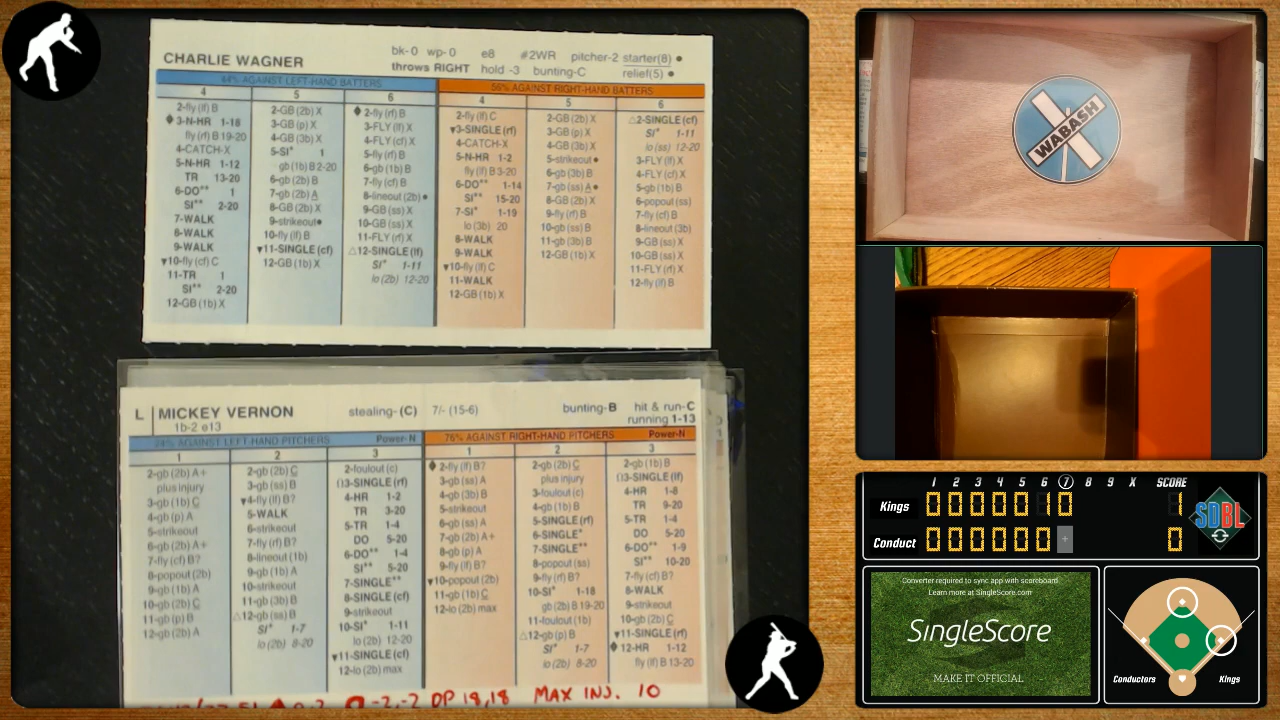 CHARLIE WAGNER
bk- 0 wp- 0 e8 #2WR pitcher-2 starter(8) ●
throws RIGHT hold -3 bunting-C relief(5) ●
44% AGAINST LEFT-HAND BATTERS
56% AGAINST RIGHT-HAND BATTERS
4 5 6 4 5 6
2-fly (lf) B
♦ 3-N-HR 1-18
fly (rf) B 19-20
4-CATCH-X
5-N-HR 1-12
TR 13-20
6-DO** 1
SI** 2-20
7-WALK
8-WALK
9-WALK
▼10-fly (cf) C
11-TR 1
SI** 2-20
12-GB (1b) X
2-GB (2b) X
3-GB (p) X
4-GB (3b) X
5-SI* 1
gb (1b) B 2-20
6-gb (2b) B
7-gb (2b) A
8-GB (2b) X
9-strikeout●
10-fly (lf) B
▼11-SINGLE (cf)
12-GB (1b) X
♦ 2-fly (rf) B
3-FLY (lf) X
4-FLY (cf) X
5-fly (rf) B
6-gb (1b) B
7-fly (cf) B
8-lineout (2b) ●
9-GB (ss) X
10-GB (ss) X
11-FLY (rf) X
△12-SINGLE (lf)
SI* 1-11
lo (2b) 12-20
2-fly (lf) C
▼3-SINGLE (rf)
4-CATCH-X
5-N-HR 1-2
fly (lf) B 3-20
6-DO** 1-14
SI** 15-20
7-SI* 1-19
lo (3b) 20
8-WALK
9-WALK
▼10-fly (lf) C
11-WALK
12-GB (1b) X
2-GB (2b) X
3-GB (p) X
4-GB (3b) X
5-strikeout ●
6-gb (3b) B
7-gb (ss) A ●
8-GB (2b) X
9-fly (rf) B
10-gb (ss) B
11-gb (3b) B
12-GB (1b) X
△2-SINGLE (cf)
SI* 1-11
lo (ss) 12-20
3-FLY (lf) X
4-FLY (cf) X
5-gb (1b) B
6-popout (ss)
7-fly (cf) B
8-lineout (3b)
9-GB (ss) X
10-GB (ss) X
11-FLY (rf) X
12-fly (lf) B
L MICKEY VERNON stealing- (C) 7/- (15-6) bunting-B hit & run-C
1b-2 e13 running 1-13
24% AGAINST LEFT-HAND PITCHERS Power-N
76% AGAINST RIGHT-HAND PITCHERS Power-N
1 2 3 1 2 3
2-gb (2b) A+
plus injury
3-gb (1b) C
4-gb (p) A
5-strikeout
6-gb (2b) A+
7-fly (cf) B?
8-popout (2b)
9-gb (1b) A
10-gb (2b) C
11-gb (p) B
12-gb (2b) A
2-gb (2b) C
3-gb (ss) B
▼4-fly (lf) B?
5-WALK
6-strikeout
7-fly (rf) B?
8-lineout (1b)
9-gb (1b) A
10-strikeout
11-gb (3b) B
△12-gb (ss) B
SI* 1-7
lo (2b) 8-20
2-foulout (c)
3-SINGLE (rf)
4-HR 1-2
TR 3-20
5-TR 1-4
DO 5-20
6-DO** 1-4
SI** 5-20
7-SINGLE**
8-SINGLE (cf)
9-strikeout
10-SI* 1-11
lo (2b) 12-20
▼11-SINGLE (cf)
12-lo (2b) max
♦ 2-fly (lf) B?
3-gb (ss) A
4-gb (3b) B
5-strikeout
6-gb (ss) A
7-gb (2b) A+
8-gb (p) A
9-fly (lf) B?
▼10-popout (2b)
11-gb (1b) C
12-lo (2b) max
2-gb (2b) C
plus injury
3-foulout (c)
4-gb (1b) B
5-SINGLE (rf)
6-SINGLE*
7-SINGLE**
8-popout (ss)
9-fly (rf) B?
10-SI* 1-18
gb (2b) B 19-20
11-foulout (1b)
△12-gb (p) B
SI* 1-7
lo (2b) 8-20
2-gb (1b) B
3-SINGLE (lf)
4-HR 1-8
TR 9-20
5-TR 1-4
DO 5-20
6-DO** 1-9
SI** 10-20
7-fly (cf) B?
8-WALK
9-strikeout
10-gb (2b) C
▼11-SINGLE (rf)
♦ 12-HR 1-12
fly (lf) B 13-20
-2,-2 DP 18,18 MAX INJ. 10
WABASH
1 2 3 4 5 6 7 8 9 X SCORE
Kings 0 0 0 0 0 1 0 1
Conduct 0 0 0 0 0 0 + 0
SDBL
Converter required to sync app with scoreboard
Learn more at SingleScore.com
SINGLESCORE
MAKE IT OFFICIAL
Conductors Kings